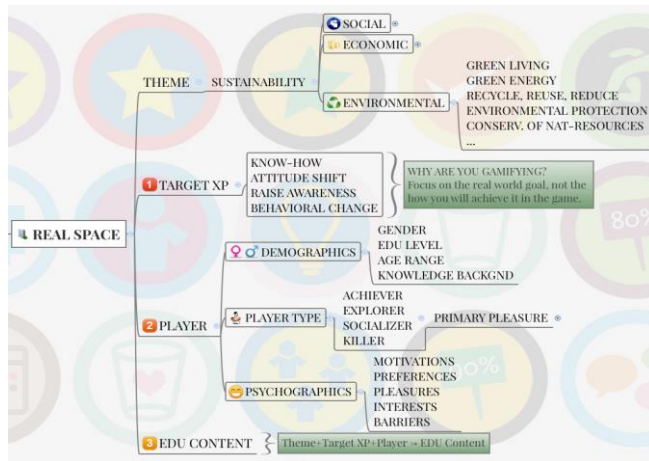 SOCIAL
ECONOMIC
THEME
SUSTAINABILITY
GREEN LIVING
GREEN ENERGY
ENVIRONMENTAL
RECYCLE, REUSE, REDUCE
ENVIRONMENTAL PROTECTION
CONSERV. OF NAT-RESOURCES
...
1 TARGET XP
KNOW-HOW
ATTITUDE SHIFT
RAISE AWARENESS
BEHAVIORAL CHANGE
WHY ARE YOU GAMIFYING?
Focus on the real world goal, not the
how you will achieve it in the game.
80%
REAL SPACE
DEMOGRAPHICS
GENDER
EDU LEVEL
AGE RANGE
KNOWLEDGE BACKGND
2 PLAYER
PLAYER TYPE
ACHIEVER
EXPLORER
SOCIALIZER
KILLER
PRIMARY PLEASURE
PSYCHOGRAPHICS
MOTIVATIONS
PREFERENCES
PLEASURES
INTERESTS
BARRIERS
3 EDU CONTENT
Theme+Target XP+Player → EDU Content